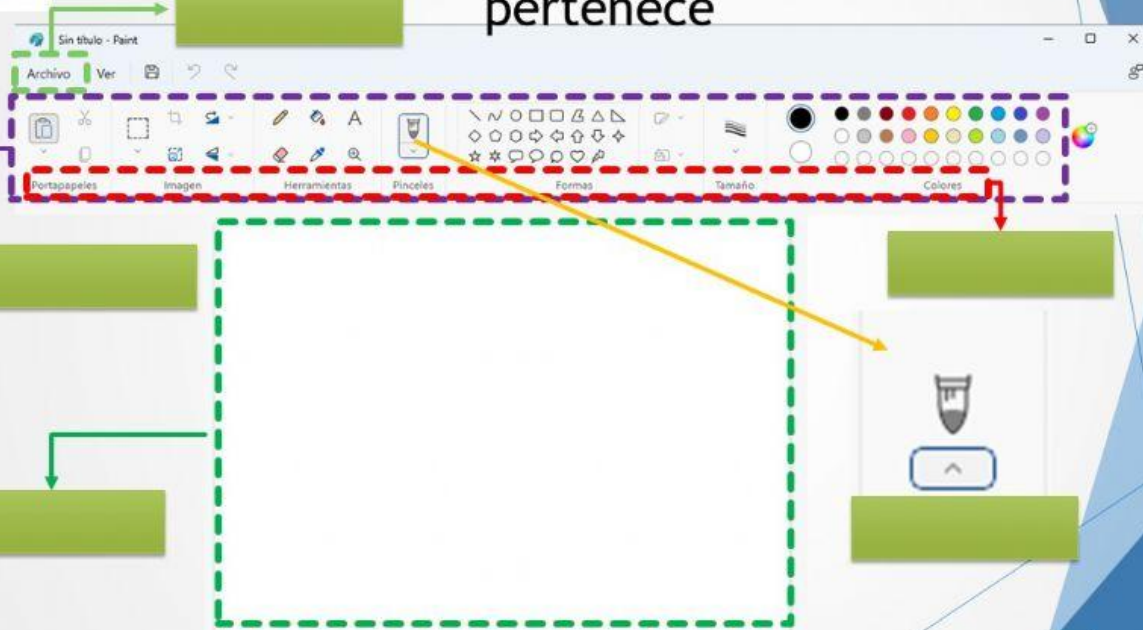 pertenece
Sin título - Paint
Archivo Ver
A
Portapapeles Imagen Herramientas Pinceles Formas Tamaño Colores